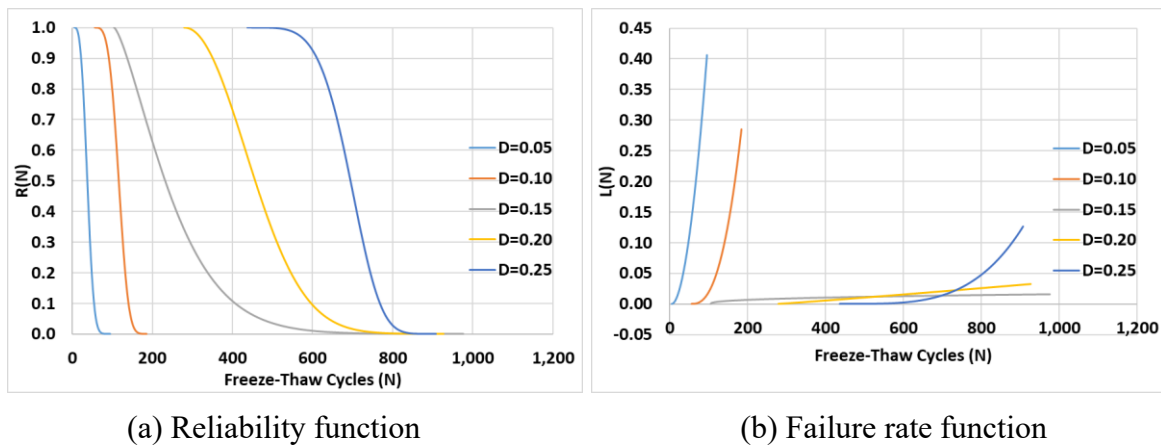 1.0
0.9
0.8
0.7
0.6
0.5
0.4
0.3
0.2
0.1
0.0
R(N)
0 200 400 600 800 1,000 1,200
Freeze-Thaw Cycles (N)
D=0.05
D=0.10
D=0.15
D=0.20
D=0.25
(a) Reliability function
0.45
0.40
0.35
0.30
0.25
0.20
0.15
0.10
0.05
0.00
-0.05
L(N)
0 200 400 600 800 1,000 1,200
Freeze-Thaw Cycles (N)
D=0.05
D=0.10
D=0.15
D=0.20
D=0.25
(b) Failure rate function